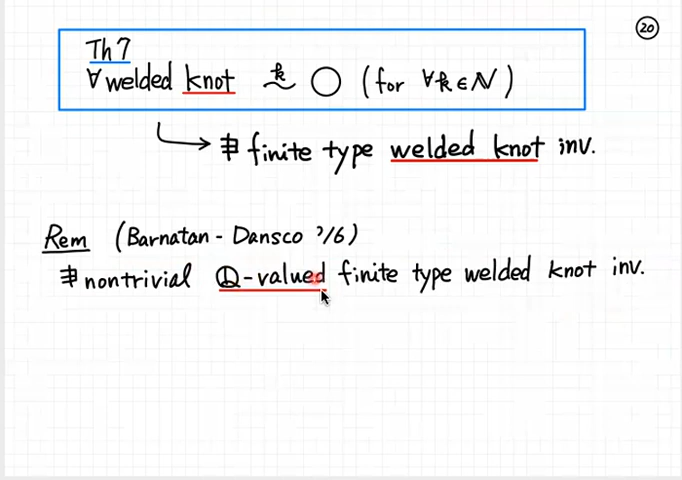 ⑳
Th7
∀ welded knot k~ ◯ (for ∀k∈ℕ)
∄ finite type welded knot inv.
Rem (Barnatan - Dansco '16)
∄ nontrivial ℚ-valued finite type welded knot inv.